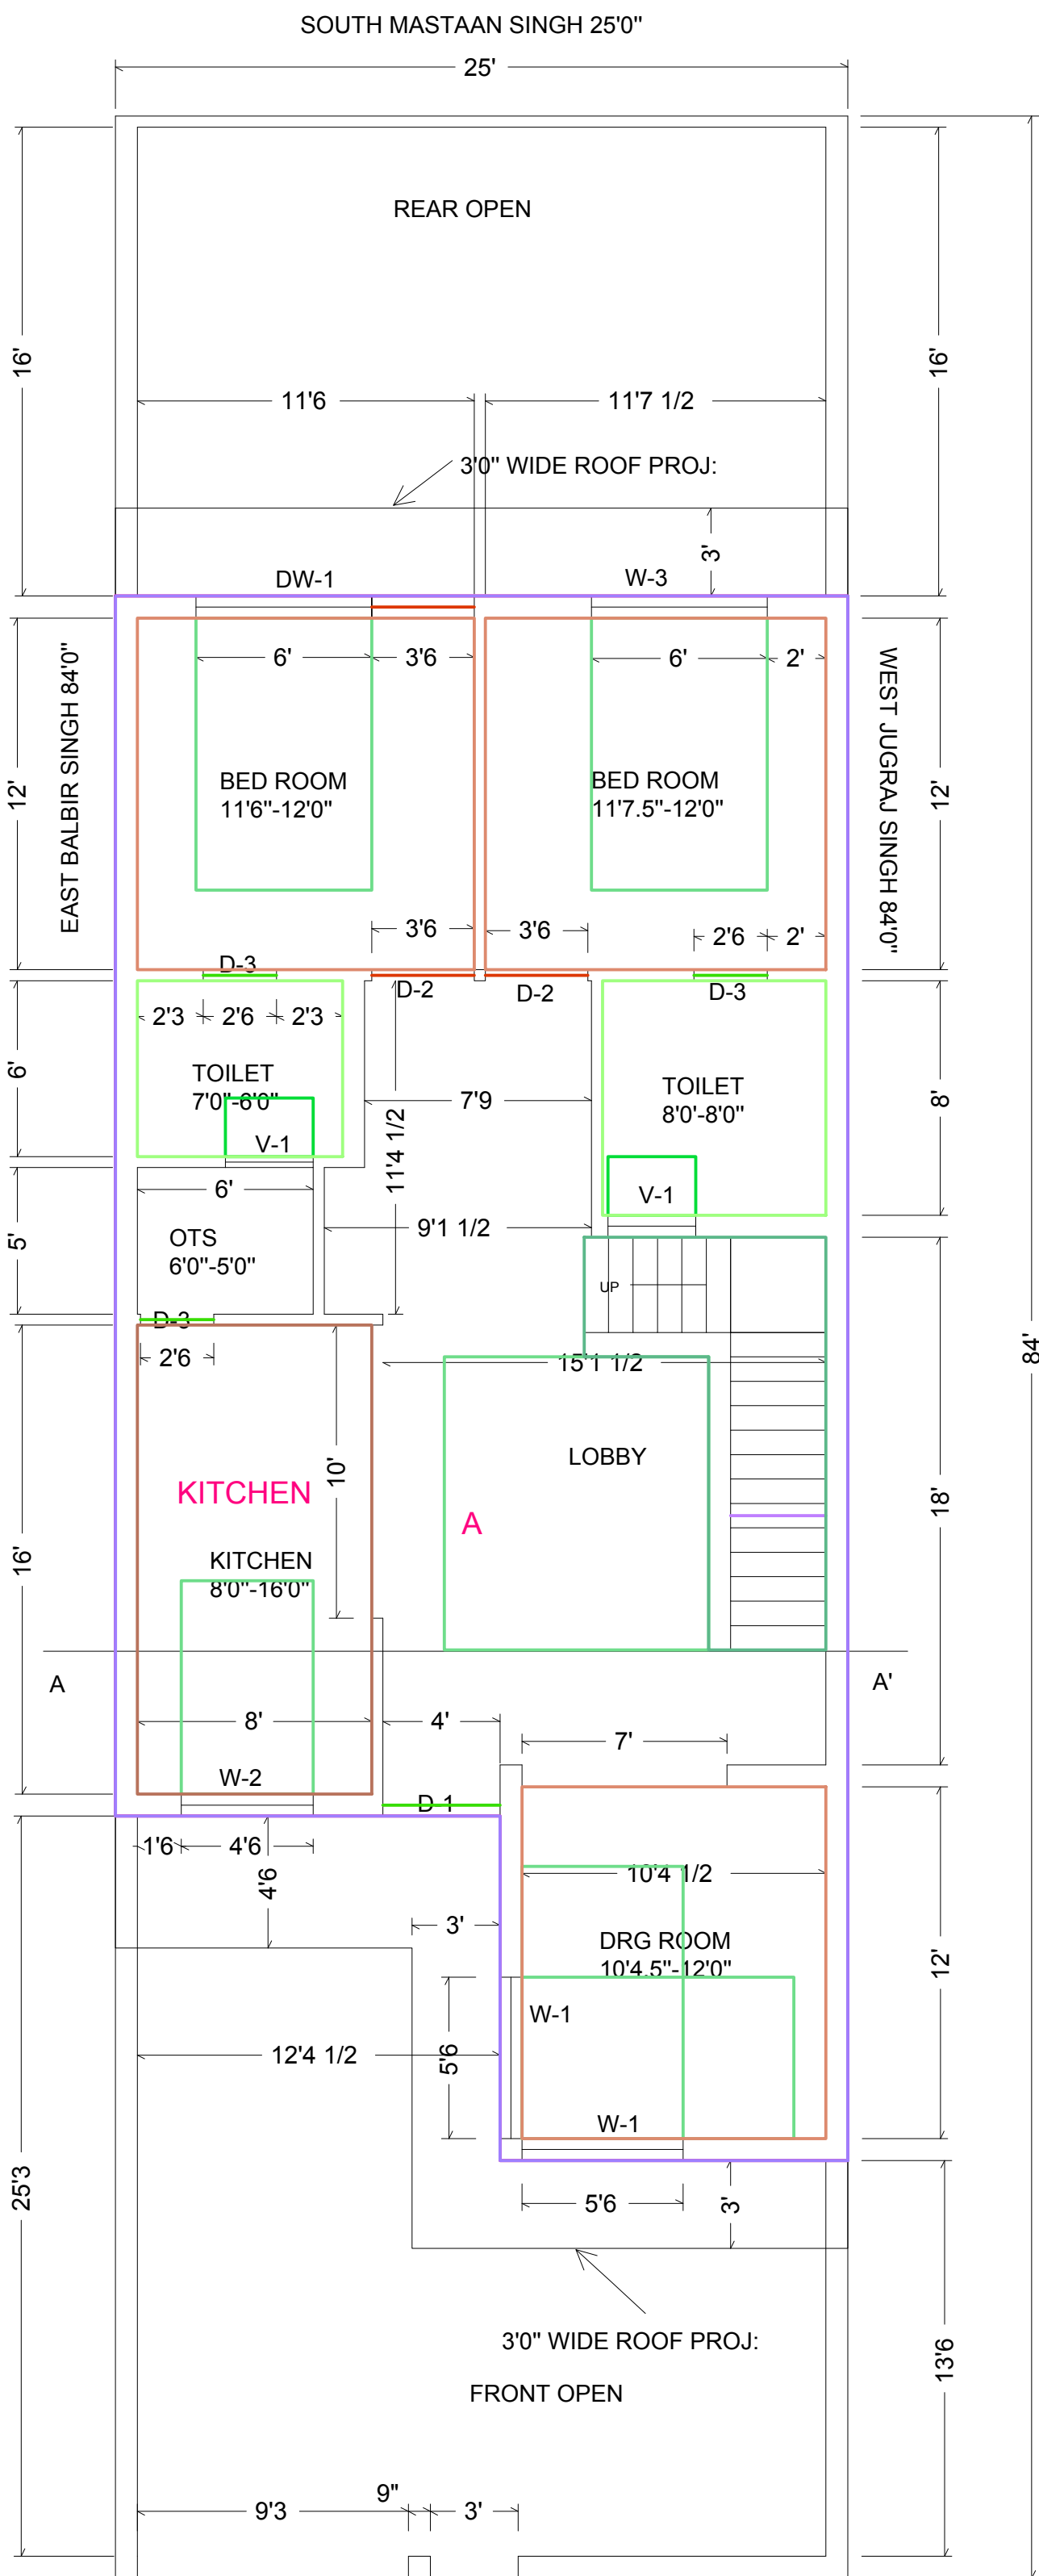 SOUTH MASTAAN SINGH 25'0"
25'
REAR OPEN
16'
16'
11'6
11'7 1/2
3'0" WIDE ROOF PROJ:
3'
DW-1
W-3
6'
3'6
6'
2'
EAST BALBIR SINGH 84'0"
WEST JUGRAJ SINGH 84'0"
12'
BED ROOM
11'6"-12'0"
BED ROOM
11'7.5"-12'0"
12'
3'6
3'6
2'6
2'
D-3
D-2
D-2
D-3
2'3
2'6
2'3
6'
TOILET
7'0"-6'0"
7'9
TOILET
8'0'-8'0"
8'
V-1
11'4 1/2
6'
V-1
5'
OTS
6'0"-5'0"
9'1 1/2
UP
D-3
2'6
15'1 1/2
84'
10'
LOBBY
KITCHEN
A
18'
16'
KITCHEN
8'0"-16'0"
A
A'
8'
4'
7'
W-2
D-1
1'6
4'6
4'6
10'4 1/2
3'
DRG ROOM
10'4.5"-12'0"
12'
W-1
12'4 1/2
5'6
W-1
25'3
5'6
3'
3'0" WIDE ROOF PROJ:
13'6
FRONT OPEN
9"
9'3
3'